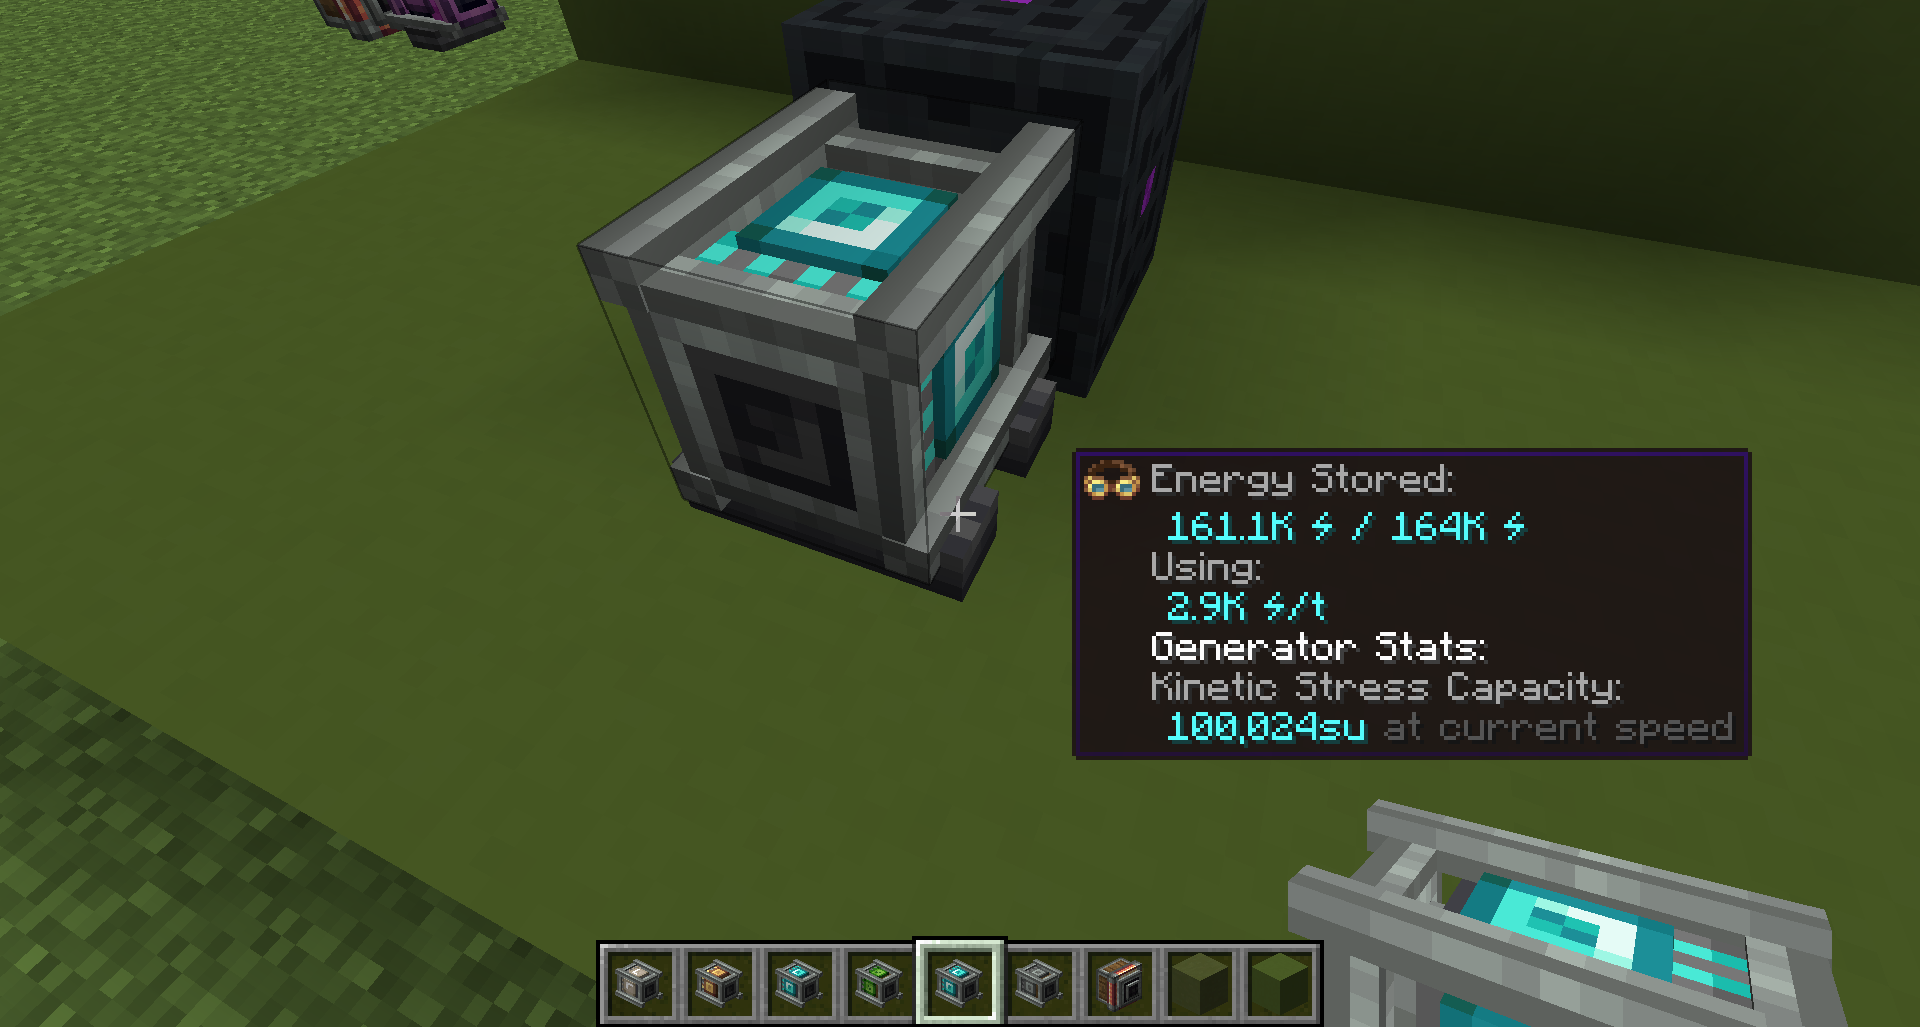 Energy Stored:
161.1K ⚡ / 164K ⚡
Using:
2.9K ⚡/t
Generator Stats:
Kinetic Stress Capacity:
100,024su at current speed